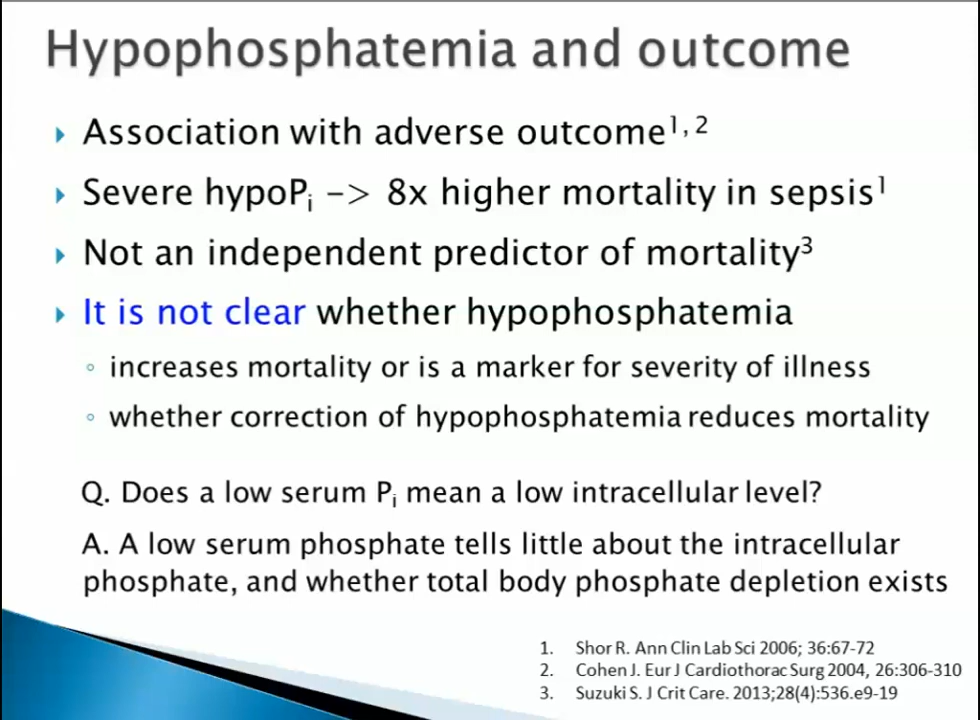 Hypophosphatemia and outcome
Association with adverse outcome1,2
Severe hypoPi -> 8x higher mortality in sepsis1
Not an independent predictor of mortality3
It is not clear whether hypophosphatemia
increases mortality or is a marker for severity of illness
whether correction of hypophosphatemia reduces mortality
Q. Does a low serum Pi mean a low intracellular level?
A. A low serum phosphate tells little about the intracellular
phosphate, and whether total body phosphate depletion exists
1. Shor R. Ann Clin Lab Sci 2006; 36:67-72
2. Cohen J. Eur J Cardiothorac Surg 2004, 26:306-310
3. Suzuki S. J Crit Care. 2013;28(4):536.e9-19